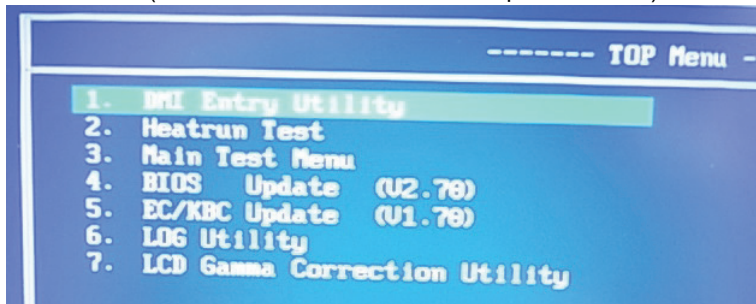 ------- TOP Menu -
1. DMI Entry Utility
2. Heatrun Test
3. Main Test Menu
4. BIOS Update (V2.70)
5. EC/KBC Update (V1.70)
6. LOG Utility
7. LCD Gamma Correction Utility